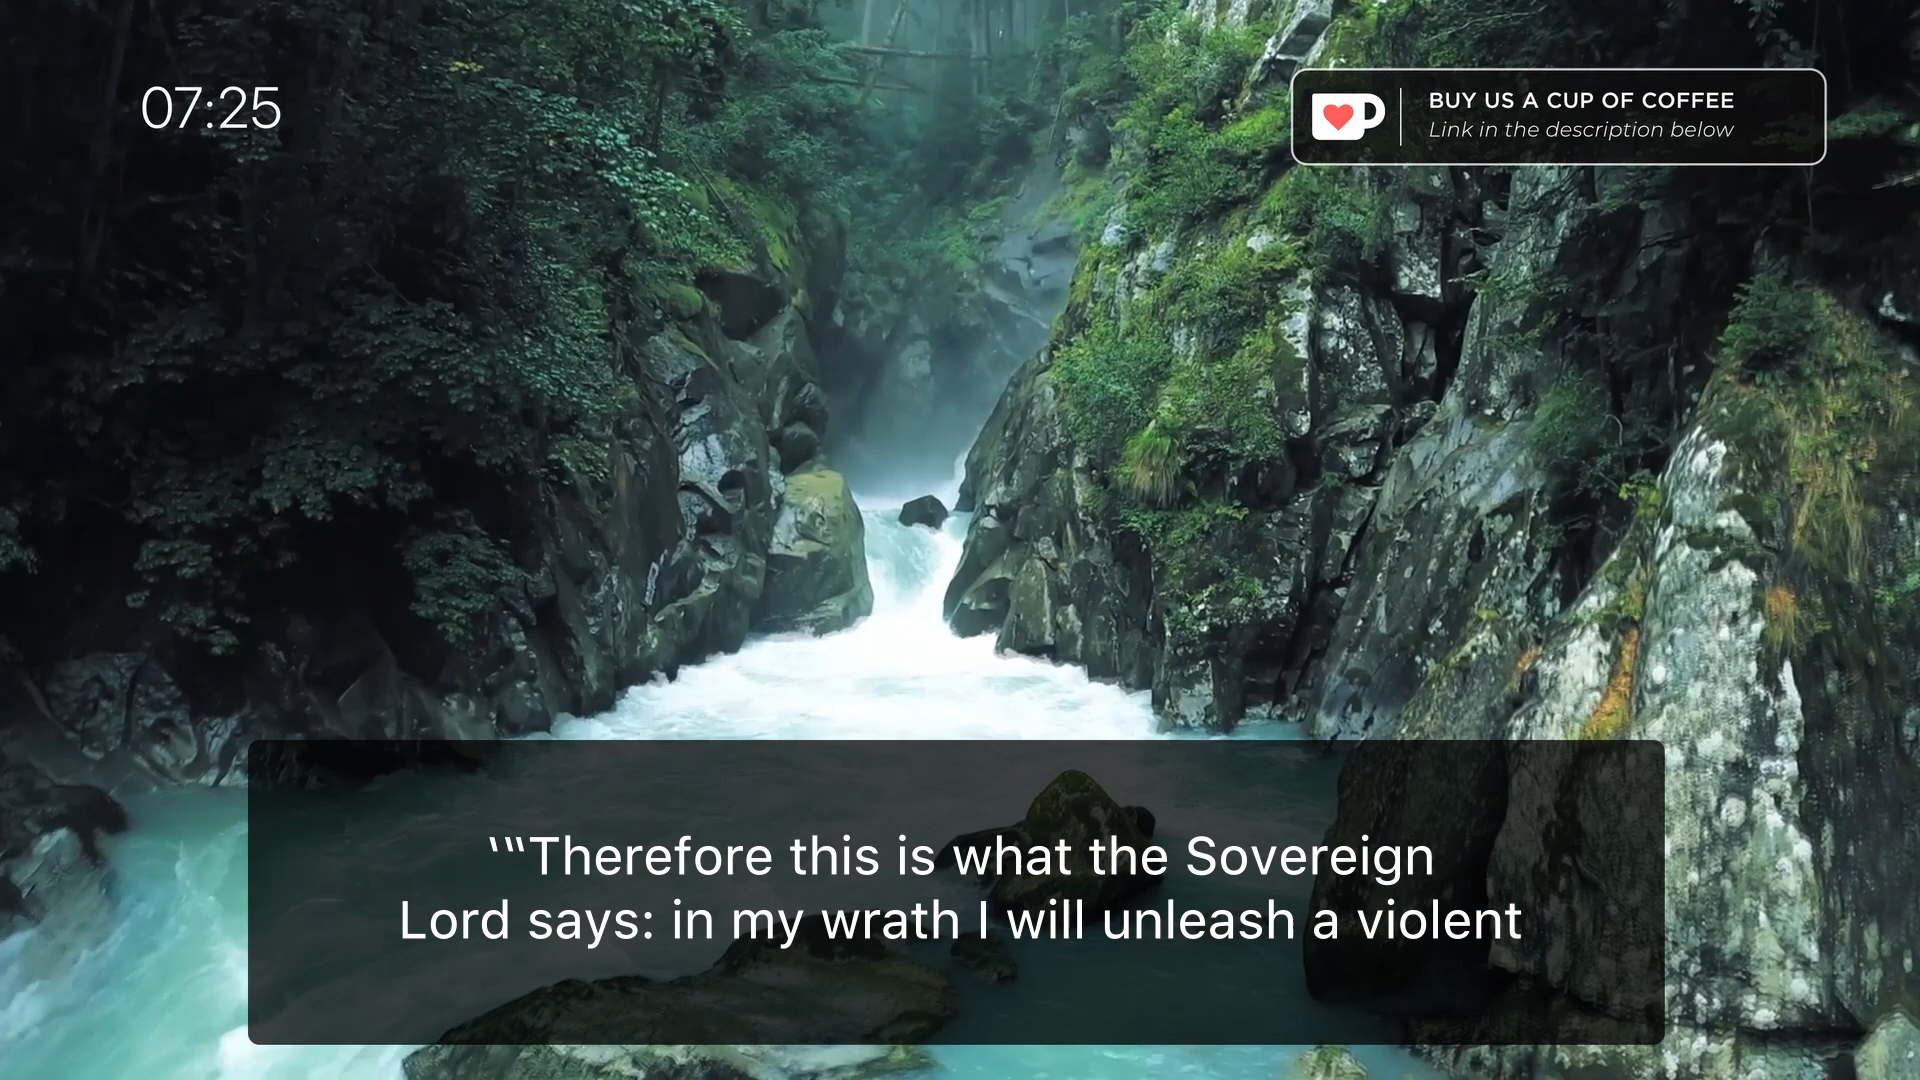 07:25
BUY US A CUP OF COFFEE
Link in the description below
‘“‘Therefore this is what the Sovereign
Lord says: in my wrath I will unleash a violent